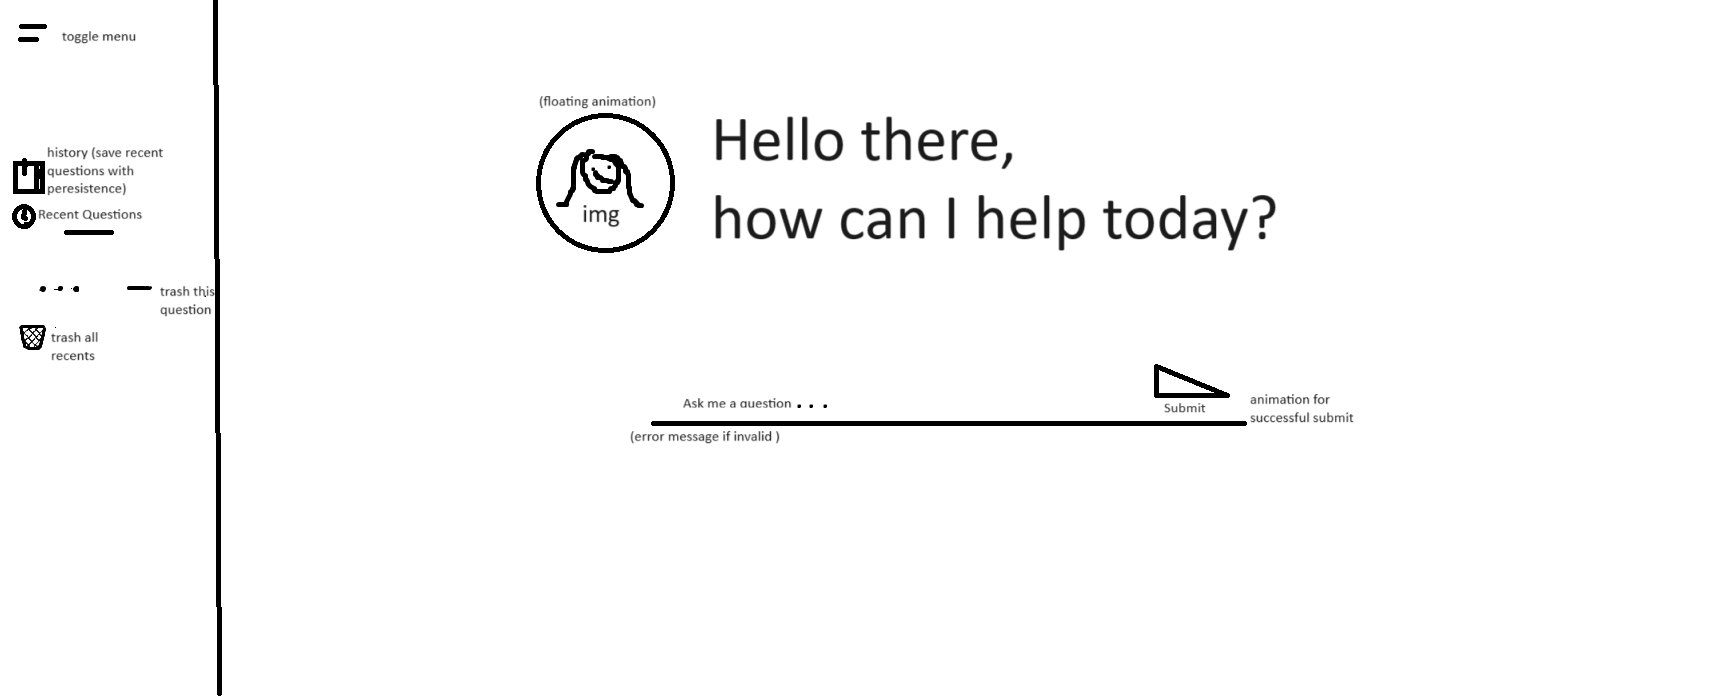 toggle menu
history (save recent
questions with
peresistence)
Recent Questions
... trash this
question
trash all
recents
(floating animation)
img
Hello there,
how can I help today?
Ask me a question ...
Submit
animation for
successful submit
(error message if invalid )